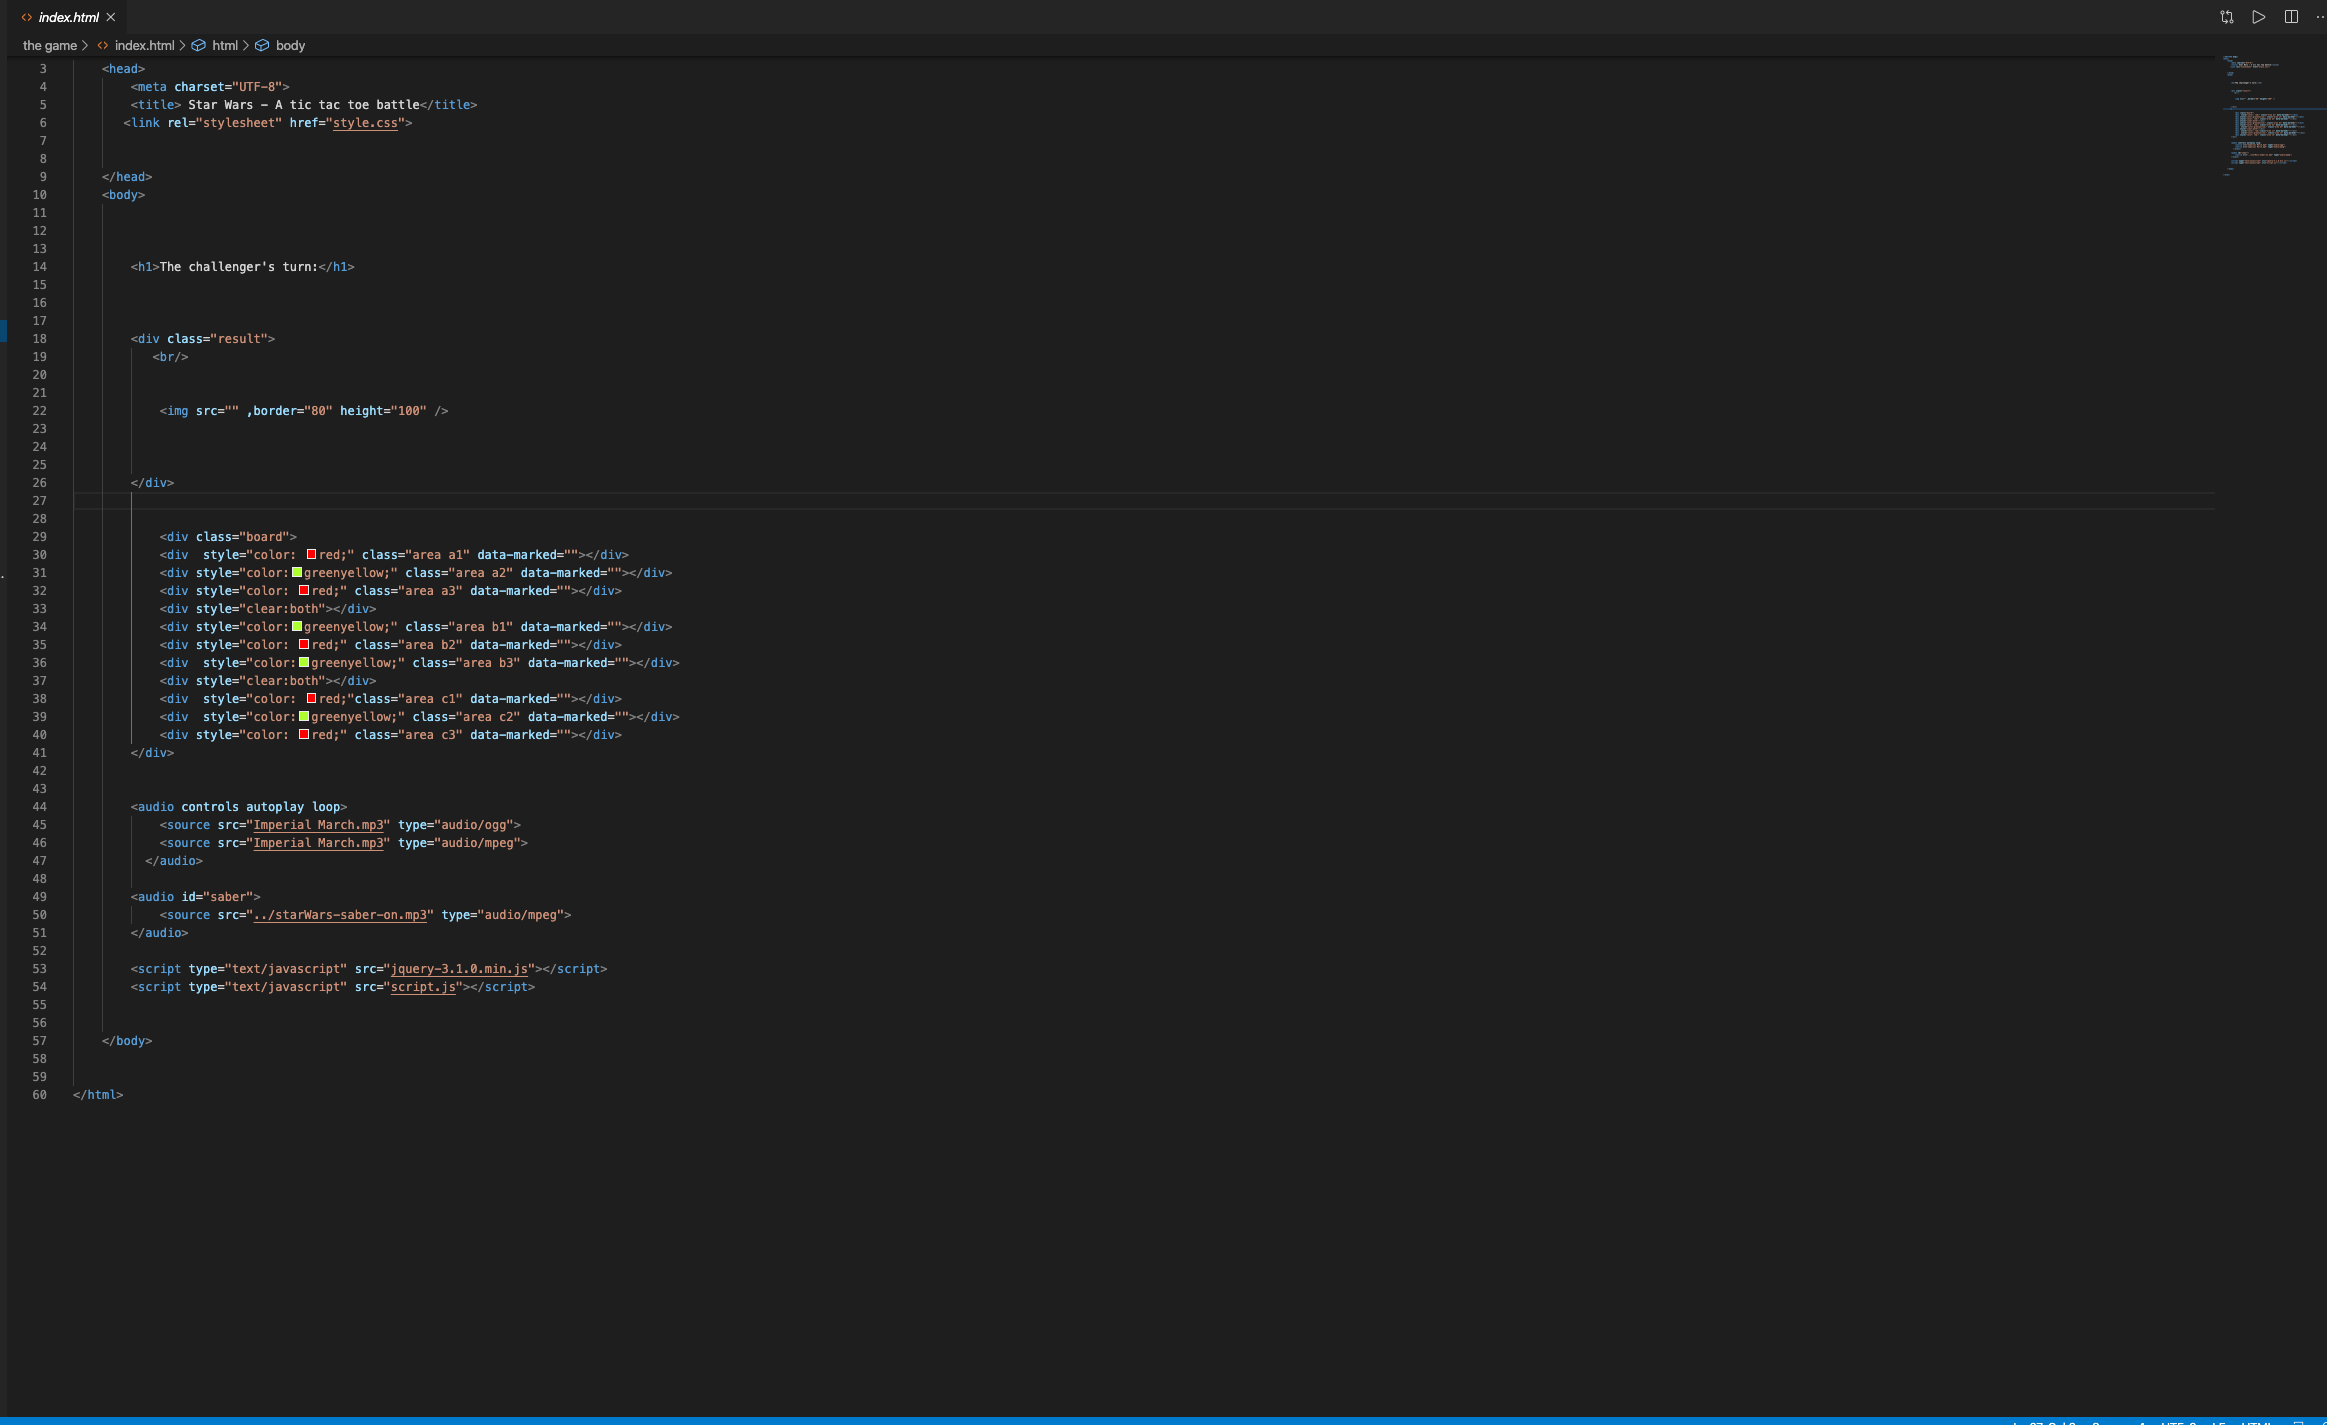 index.html
the game > index.html > html > body
3 <head>
4 <meta charset="UTF-8">
5 <title> Star Wars - A tic tac toe battle</title>
6 <link rel="stylesheet" href="style.css">
7
8
9 </head>
10 <body>
11
12
13
14 <h1>The challenger's turn:</h1>
15
16
17
18 <div class="result">
19 <br/>
20
21
22 <img src="" ,border="80" height="100" />
23
24
25
26 </div>
27
28
29 <div class="board">
30 <div  style="color: red;" class="area a1" data-marked=""></div>
31 <div style="color:greenyellow;" class="area a2" data-marked=""></div>
32 <div style="color: red;" class="area a3" data-marked=""></div>
33 <div style="clear:both"></div>
34 <div style="color:greenyellow;" class="area b1" data-marked=""></div>
35 <div style="color: red;" class="area b2" data-marked=""></div>
36 <div  style="color:greenyellow;" class="area b3" data-marked=""></div>
37 <div style="clear:both"></div>
38 <div  style="color: red;"class="area c1" data-marked=""></div>
39 <div  style="color:greenyellow;" class="area c2" data-marked=""></div>
40 <div style="color: red;" class="area c3" data-marked=""></div>
41 </div>
42
43
44 <audio controls autoplay loop>
45 <source src="Imperial March.mp3" type="audio/ogg">
46 <source src="Imperial March.mp3" type="audio/mpeg">
47 </audio>
48
49 <audio id="saber">
50 <source src="../starWars-saber-on.mp3" type="audio/mpeg">
51 </audio>
52
53 <script type="text/javascript" src="jquery-3.1.0.min.js"></script>
54 <script type="text/javascript" src="script.js"></script>
55
56
57 </body>
58
59
60 </html>